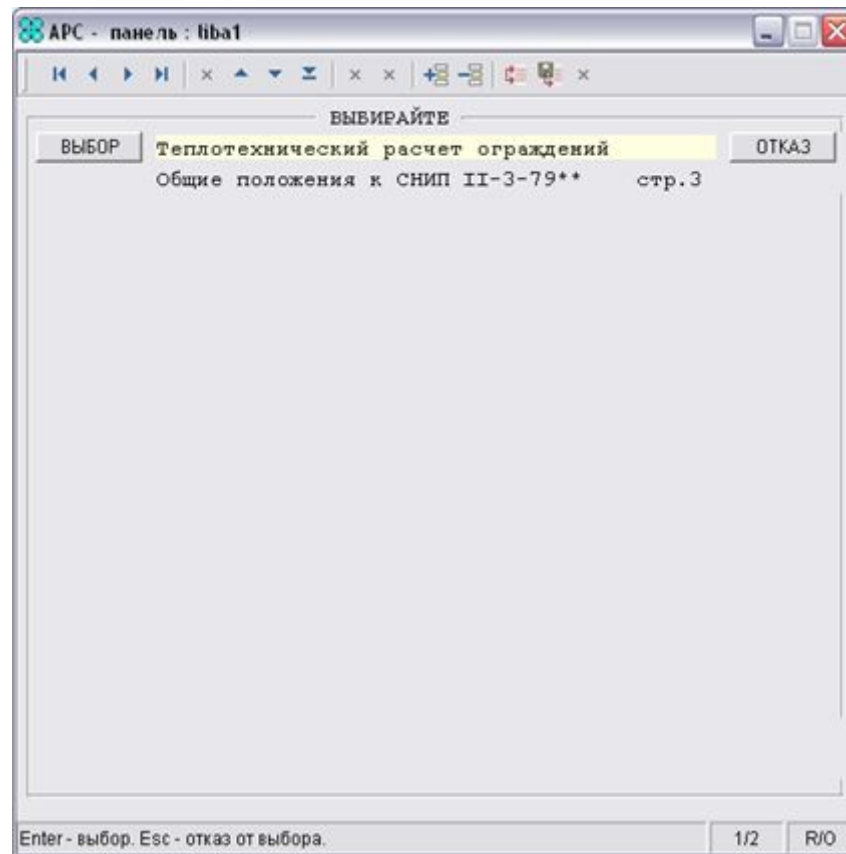 АРС - панель : liba1
ВЫБИРАЙТЕ
ВЫБОР Теплотехнический расчет ограждений ОТКАЗ
Общие положения к СНИП II-3-79** стр.3
Enter - выбор. Esc - отказ от выбора. 1/2 R/O